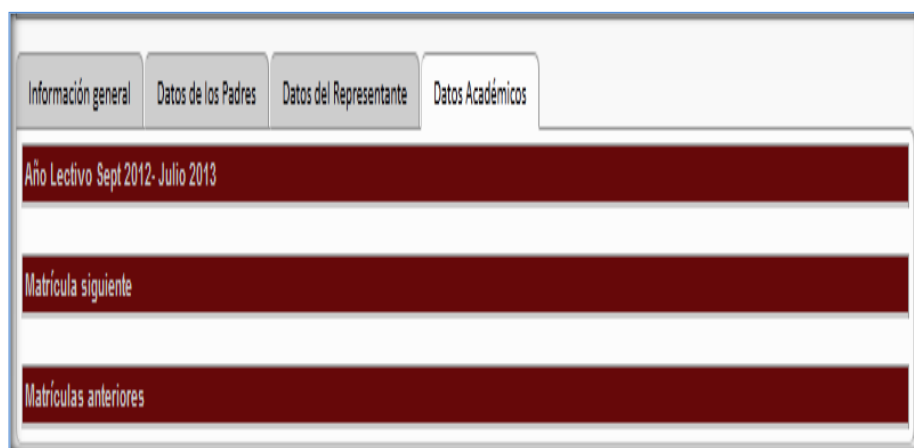 Información general Datos de los Padres Datos del Representante Datos Académicos
Año Lectivo Sept 2012- Julio 2013
Matrícula siguiente
Matrículas anteriores